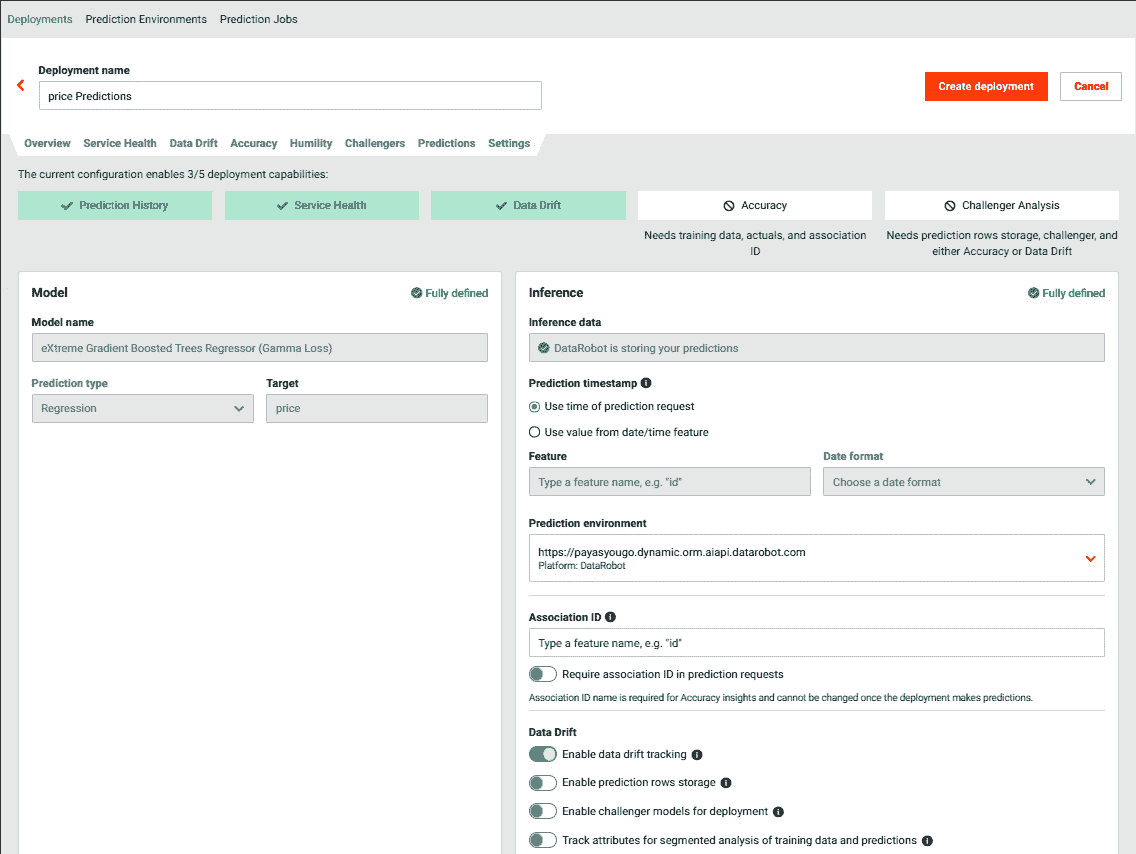 Deployments Prediction Environments Prediction Jobs
Deployment name
price Predictions
Create deployment
Cancel
Overview Service Health Data Drift Accuracy Humility Challengers Predictions Settings
The current configuration enables 3/5 deployment capabilities:
Prediction History
Service Health
Data Drift
Accuracy
Needs training data, actuals, and association
ID
Challenger Analysis
Needs prediction rows storage, challenger, and
either Accuracy or Data Drift
Model
Fully defined
Model name
eXtreme Gradient Boosted Trees Regressor (Gamma Loss)
Prediction type
Regression
Target
price
Inference
Fully defined
Inference data
DataRobot is storing your predictions
Prediction timestamp
Use time of prediction request
Use value from date/time feature
Feature
Type a feature name, e.g. "id"
Date format
Choose a date format
Prediction environment
https://payasyougo.dynamic.orm.aiapi.datarobot.com
Platform: DataRobot
Association ID
Type a feature name, e.g. "id"
Require association ID in prediction requests
Association ID name is required for Accuracy insights and cannot be changed once the deployment makes predictions.
Data Drift
Enable data drift tracking
Enable prediction rows storage
Enable challenger models for deployment
Track attributes for segmented analysis of training data and predictions